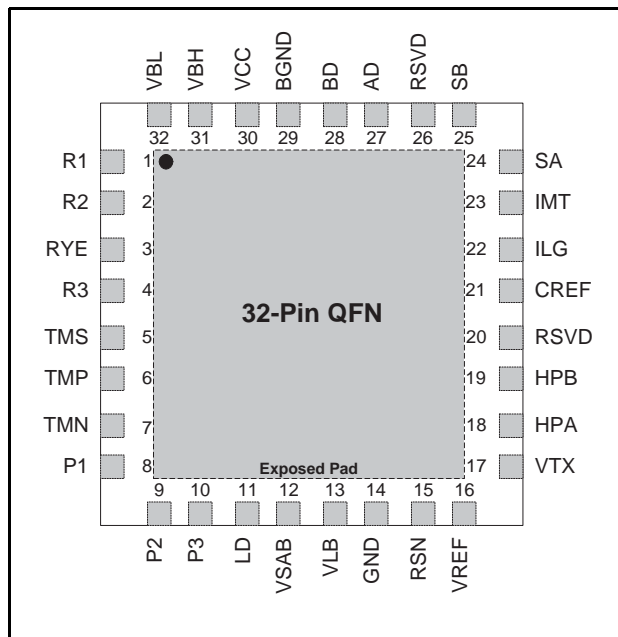 VBL VBH VCC BGND BD AD RSVD SB
32 31 30 29 28 27 26 25
R1 1 24 SA
R2 2 23 IMT
RYE 3 22 ILG
R3 4 21 CREF
32-Pin QFN
TMS 5 20 RSVD
TMP 6 19 HPB
TMN 7 18 HPA
P1 8 17 VTX
Exposed Pad
9 10 11 12 13 14 15 16
P2 P3 LD VSAB VLB GND RSN VREF